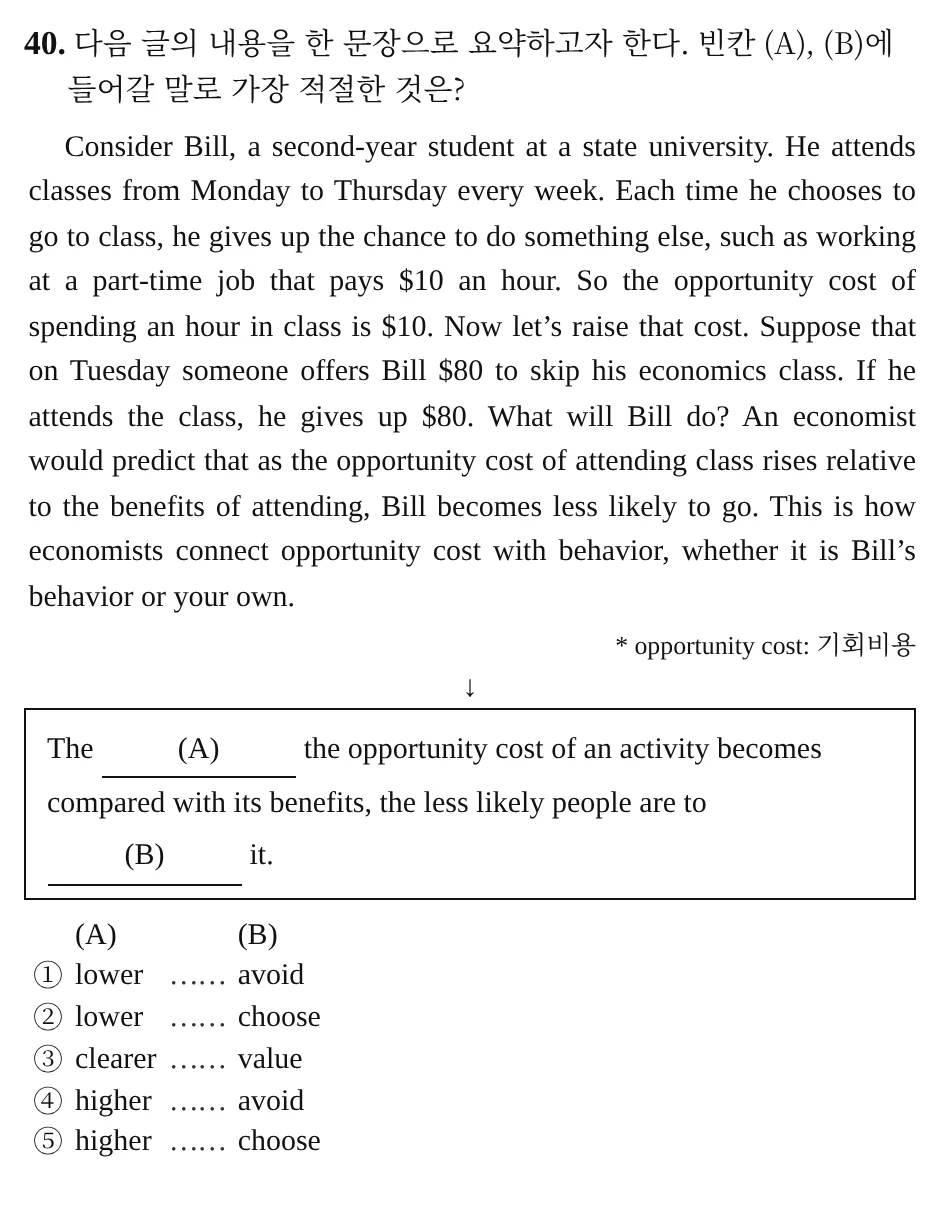 40. 다음 글의 내용을 한 문장으로 요약하고자 한다. 빈칸 (A), (B)에
들어갈 말로 가장 적절한 것은?
Consider Bill, a second-year student at a state university. He attends
classes from Monday to Thursday every week. Each time he chooses to
go to class, he gives up the chance to do something else, such as working
at a part-time job that pays $10 an hour. So the opportunity cost of
spending an hour in class is $10. Now let’s raise that cost. Suppose that
on Tuesday someone offers Bill $80 to skip his economics class. If he
attends the class, he gives up $80. What will Bill do? An economist
would predict that as the opportunity cost of attending class rises relative
to the benefits of attending, Bill becomes less likely to go. This is how
economists connect opportunity cost with behavior, whether it is Bill’s
behavior or your own.
* opportunity cost: 기회비용
↓
The (A) the opportunity cost of an activity becomes
compared with its benefits, the less likely people are to
(B) it.
(A) (B)
① lower …… avoid
② lower …… choose
③ clearer …… value
④ higher …… avoid
⑤ higher …… choose